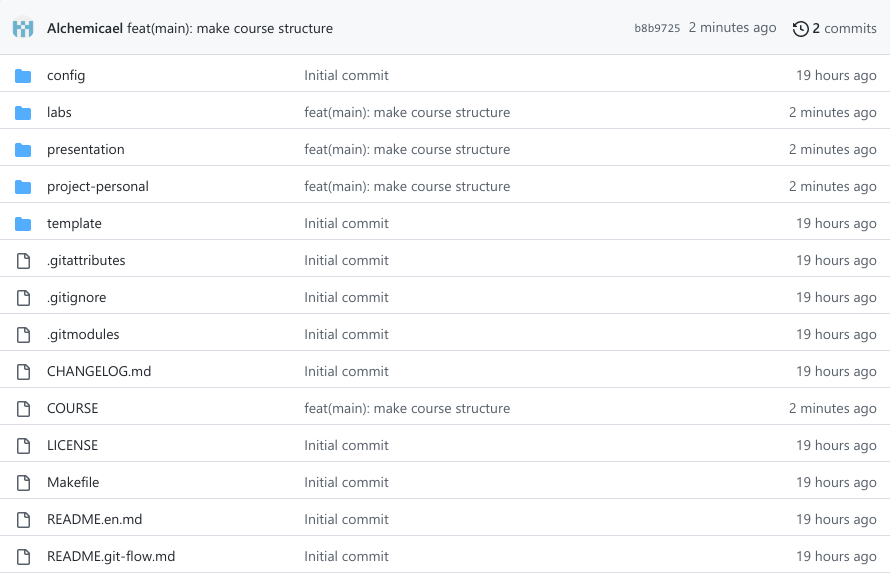 Alchemicael feat(main): make course structure b8b9725 2 minutes ago 2 commits
config Initial commit 19 hours ago
labs feat(main): make course structure 2 minutes ago
presentation feat(main): make course structure 2 minutes ago
project-personal feat(main): make course structure 2 minutes ago
template Initial commit 19 hours ago
.gitattributes Initial commit 19 hours ago
.gitignore Initial commit 19 hours ago
.gitmodules Initial commit 19 hours ago
CHANGELOG.md Initial commit 19 hours ago
COURSE feat(main): make course structure 2 minutes ago
LICENSE Initial commit 19 hours ago
Makefile Initial commit 19 hours ago
README.en.md Initial commit 19 hours ago
README.git-flow.md Initial commit 19 hours ago